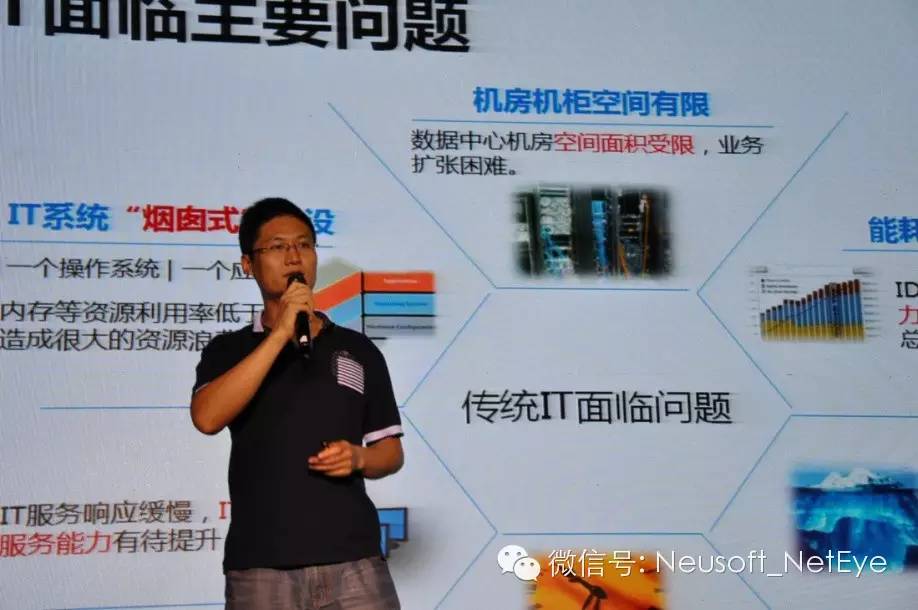 IT面临主要问题
机房机柜空间有限
数据中心机房空间面积受限，业务
扩张困难。
IT系统“烟囱式
设
一个操作系统|一个应
内存等资源利用率低于
造成很大的资源浪
能耗
ID
力
总
传统IT面临问题
IT服务响应缓慢，I
服务能力有待提升
微信号: Neusoft_NetEye